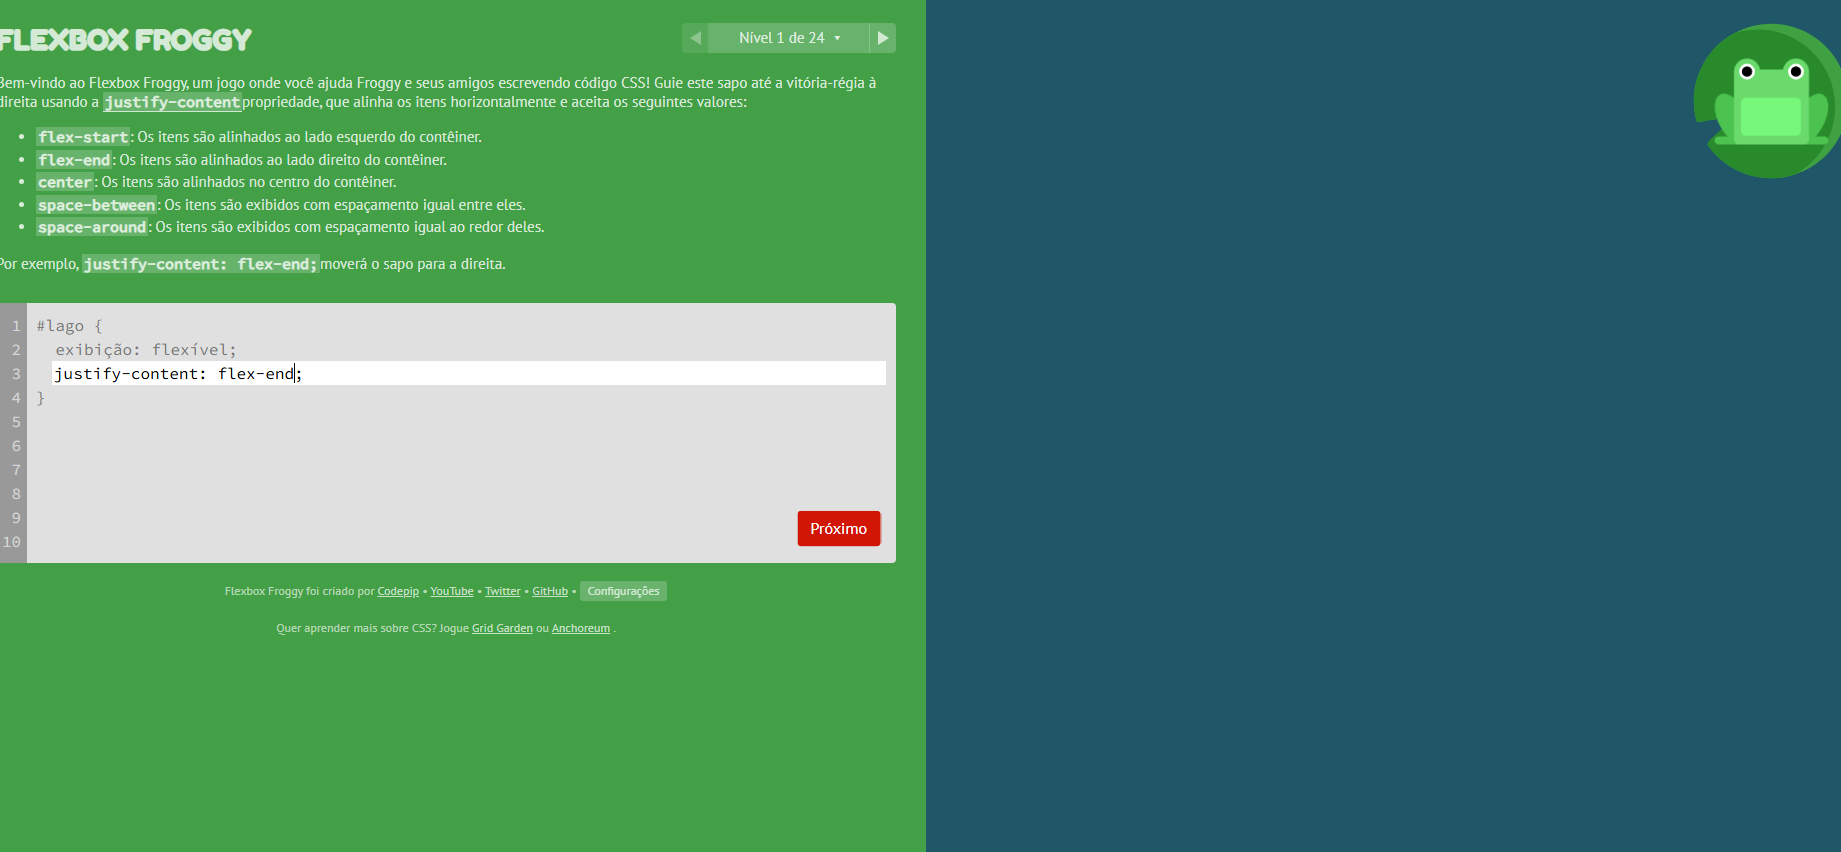 FLEXBOX FROGGY
◀ Nível 1 de 24 ▾ ▶
Bem-vindo ao Flexbox Froggy, um jogo onde você ajuda Froggy e seus amigos escrevendo código CSS! Guie este sapo até a vitória-régia à
direita usando a justify-content propriedade, que alinha os itens horizontalmente e aceita os seguintes valores:
• flex-start: Os itens são alinhados ao lado esquerdo do contêiner.
• flex-end: Os itens são alinhados ao lado direito do contêiner.
• center: Os itens são alinhados no centro do contêiner.
• space-between: Os itens são exibidos com espaçamento igual entre eles.
• space-around: Os itens são exibidos com espaçamento igual ao redor deles.
Por exemplo, justify-content: flex-end; moverá o sapo para a direita.
1 #lago {
2 exibição: flexível;
3 justify-content: flex-end;
4 }
5
6
7
8
9
10
Próximo
Flexbox Froggy foi criado por Codepip • YouTube • Twitter • GitHub • Configurações
Quer aprender mais sobre CSS? Jogue Grid Garden ou Anchoreum .